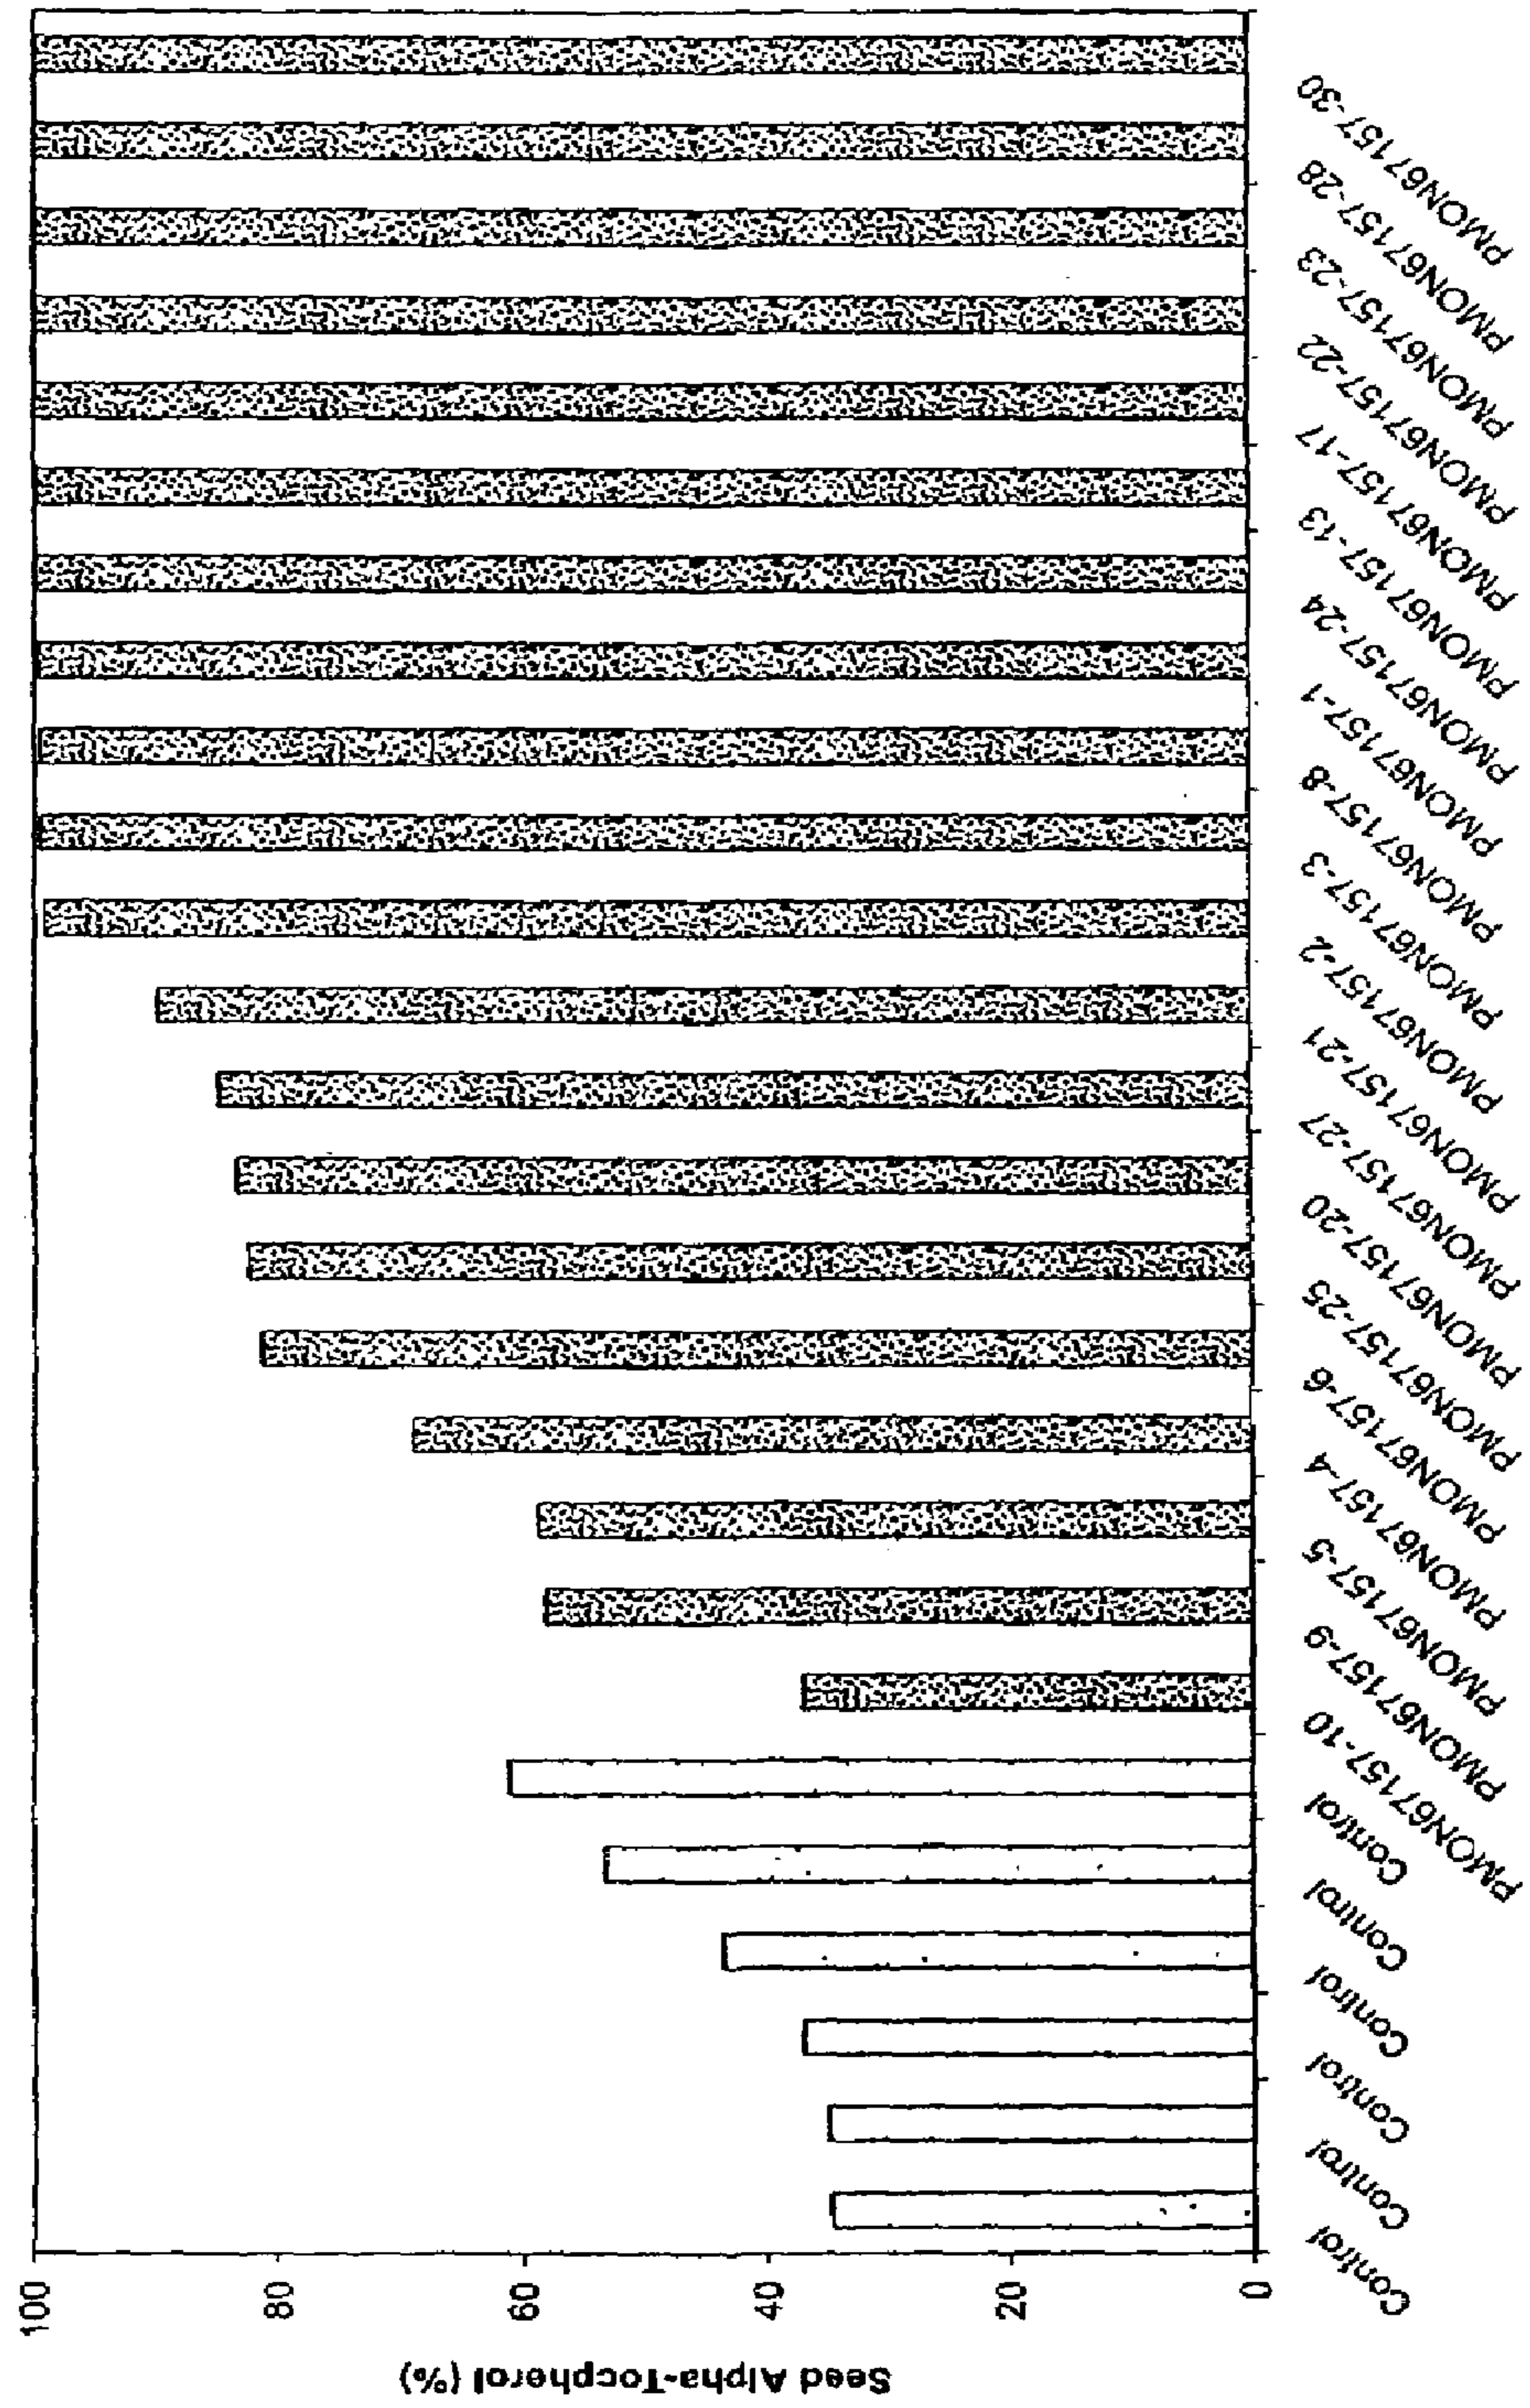 Seed Alpha-Tocpherol (%)
100
80
60
40
20
0
Control
Control
Control
Control
Control
Control
pMON67157-10
pMON67157-9
pMON67157-5
pMON67157-4
pMON67157-6
pMON67157-25
pMON67157-20
pMON67157-27
pMON67157-21
pMON67157-2
pMON67157-3
pMON67157-8
pMON67157-1
pMON67157-24
pMON67157-13
pMON67157-17
pMON67157-22
pMON67157-23
pMON67157-28
pMON67157-30